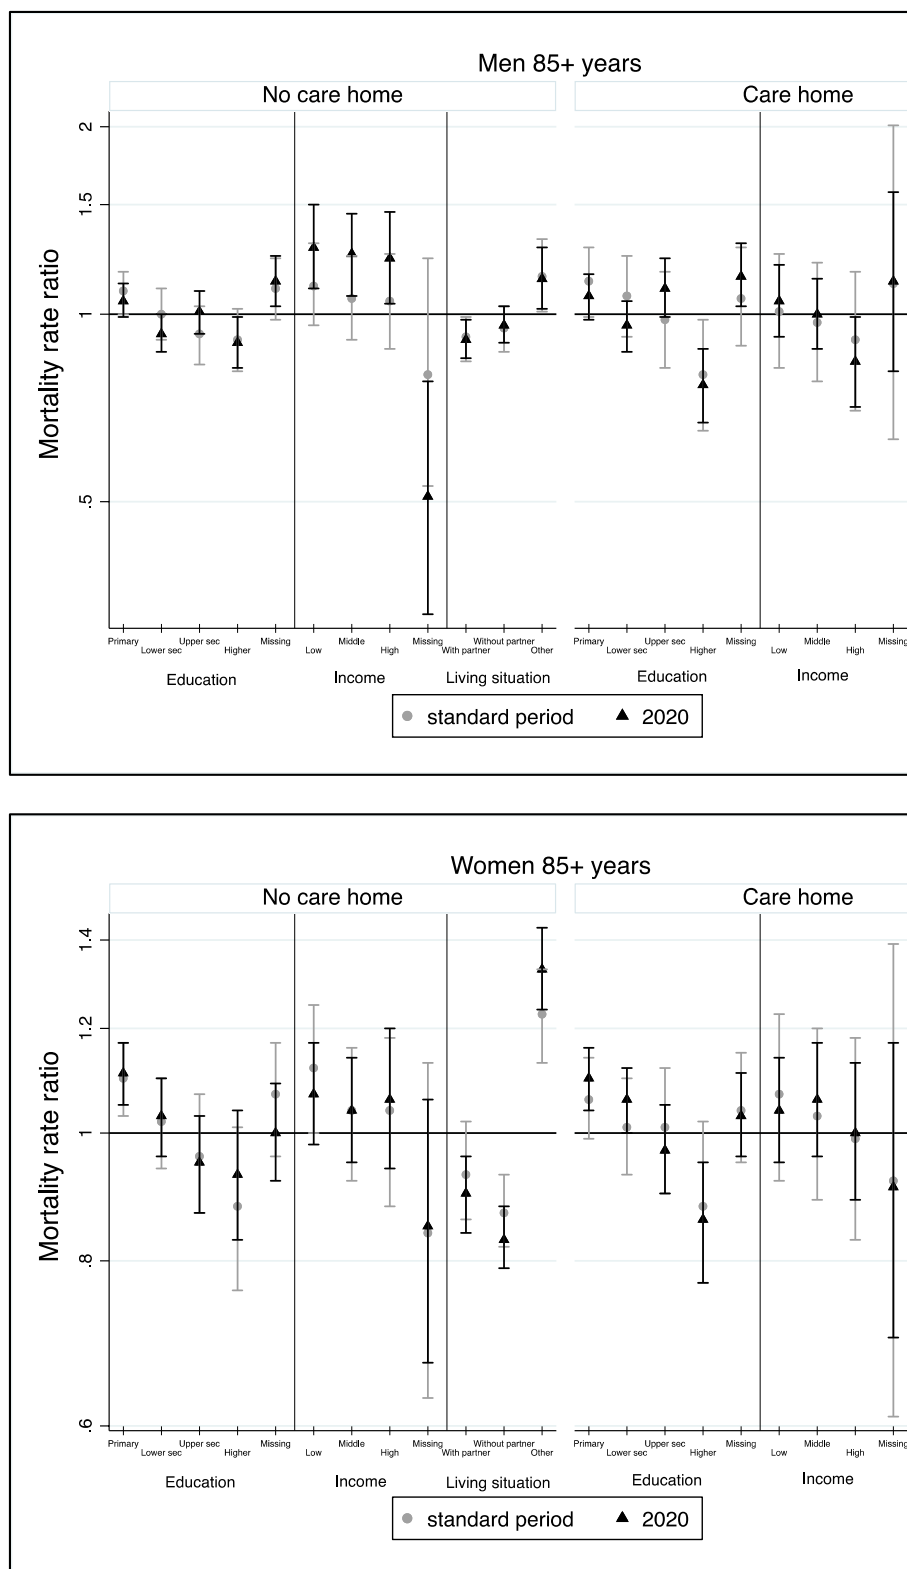 Men 85+ years
No care home
Care home
Mortality rate ratio
2
1.5
1
.5
Primary
Lower sec
Upper sec
Higher
Missing
Low
Middle
High
Missing
With partner
Without partner
Other
Primary
Lower sec
Upper sec
Higher
Missing
Low
Middle
High
Missing
Education
Income
Living situation
Education
Income
standard period
2020
Women 85+ years
No care home
Care home
Mortality rate ratio
1.4
1.2
1
.8
.6
Primary
Lower sec
Upper sec
Higher
Missing
Low
Middle
High
Missing
With partner
Without partner
Other
Primary
Lower sec
Upper sec
Higher
Missing
Low
Middle
High
Missing
Education
Income
Living situation
Education
Income
standard period
2020